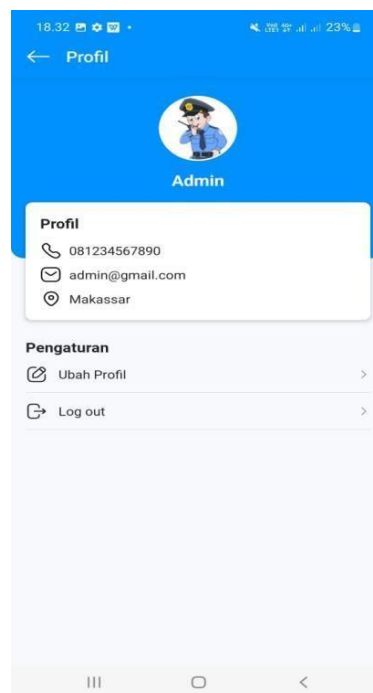 18.32
23%
Profil
Admin
Profil
081234567890
admin@gmail.com
Makassar
Pengaturan
Ubah Profil
Log out